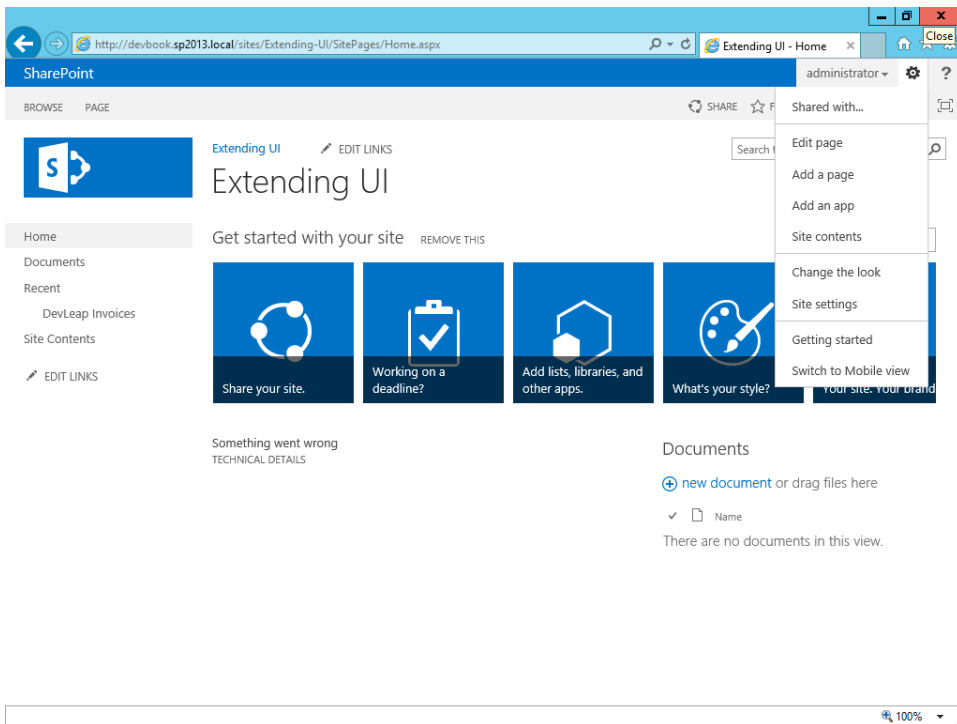 http://devbook.sp2013.local/sites/Extending-UI/SitePages/Home.aspx
Extending UI - Home
Close
SharePoint
administrator
?
BROWSE PAGE
SHARE
Shared with...
Edit page
Add a page
Add an app
Site contents
Change the look
Site settings
Getting started
Switch to Mobile view
S
Extending UI EDIT LINKS
Search
Extending UI
Home
Documents
Recent
DevLeap Invoices
Site Contents
EDIT LINKS
Get started with your site REMOVE THIS
Share your site.
Working on a
deadline?
Add lists, libraries, and
other apps.
What's your style?
Your site. Your brand
Something went wrong
TECHNICAL DETAILS
Documents
new document or drag files here
Name
There are no documents in this view.
100%